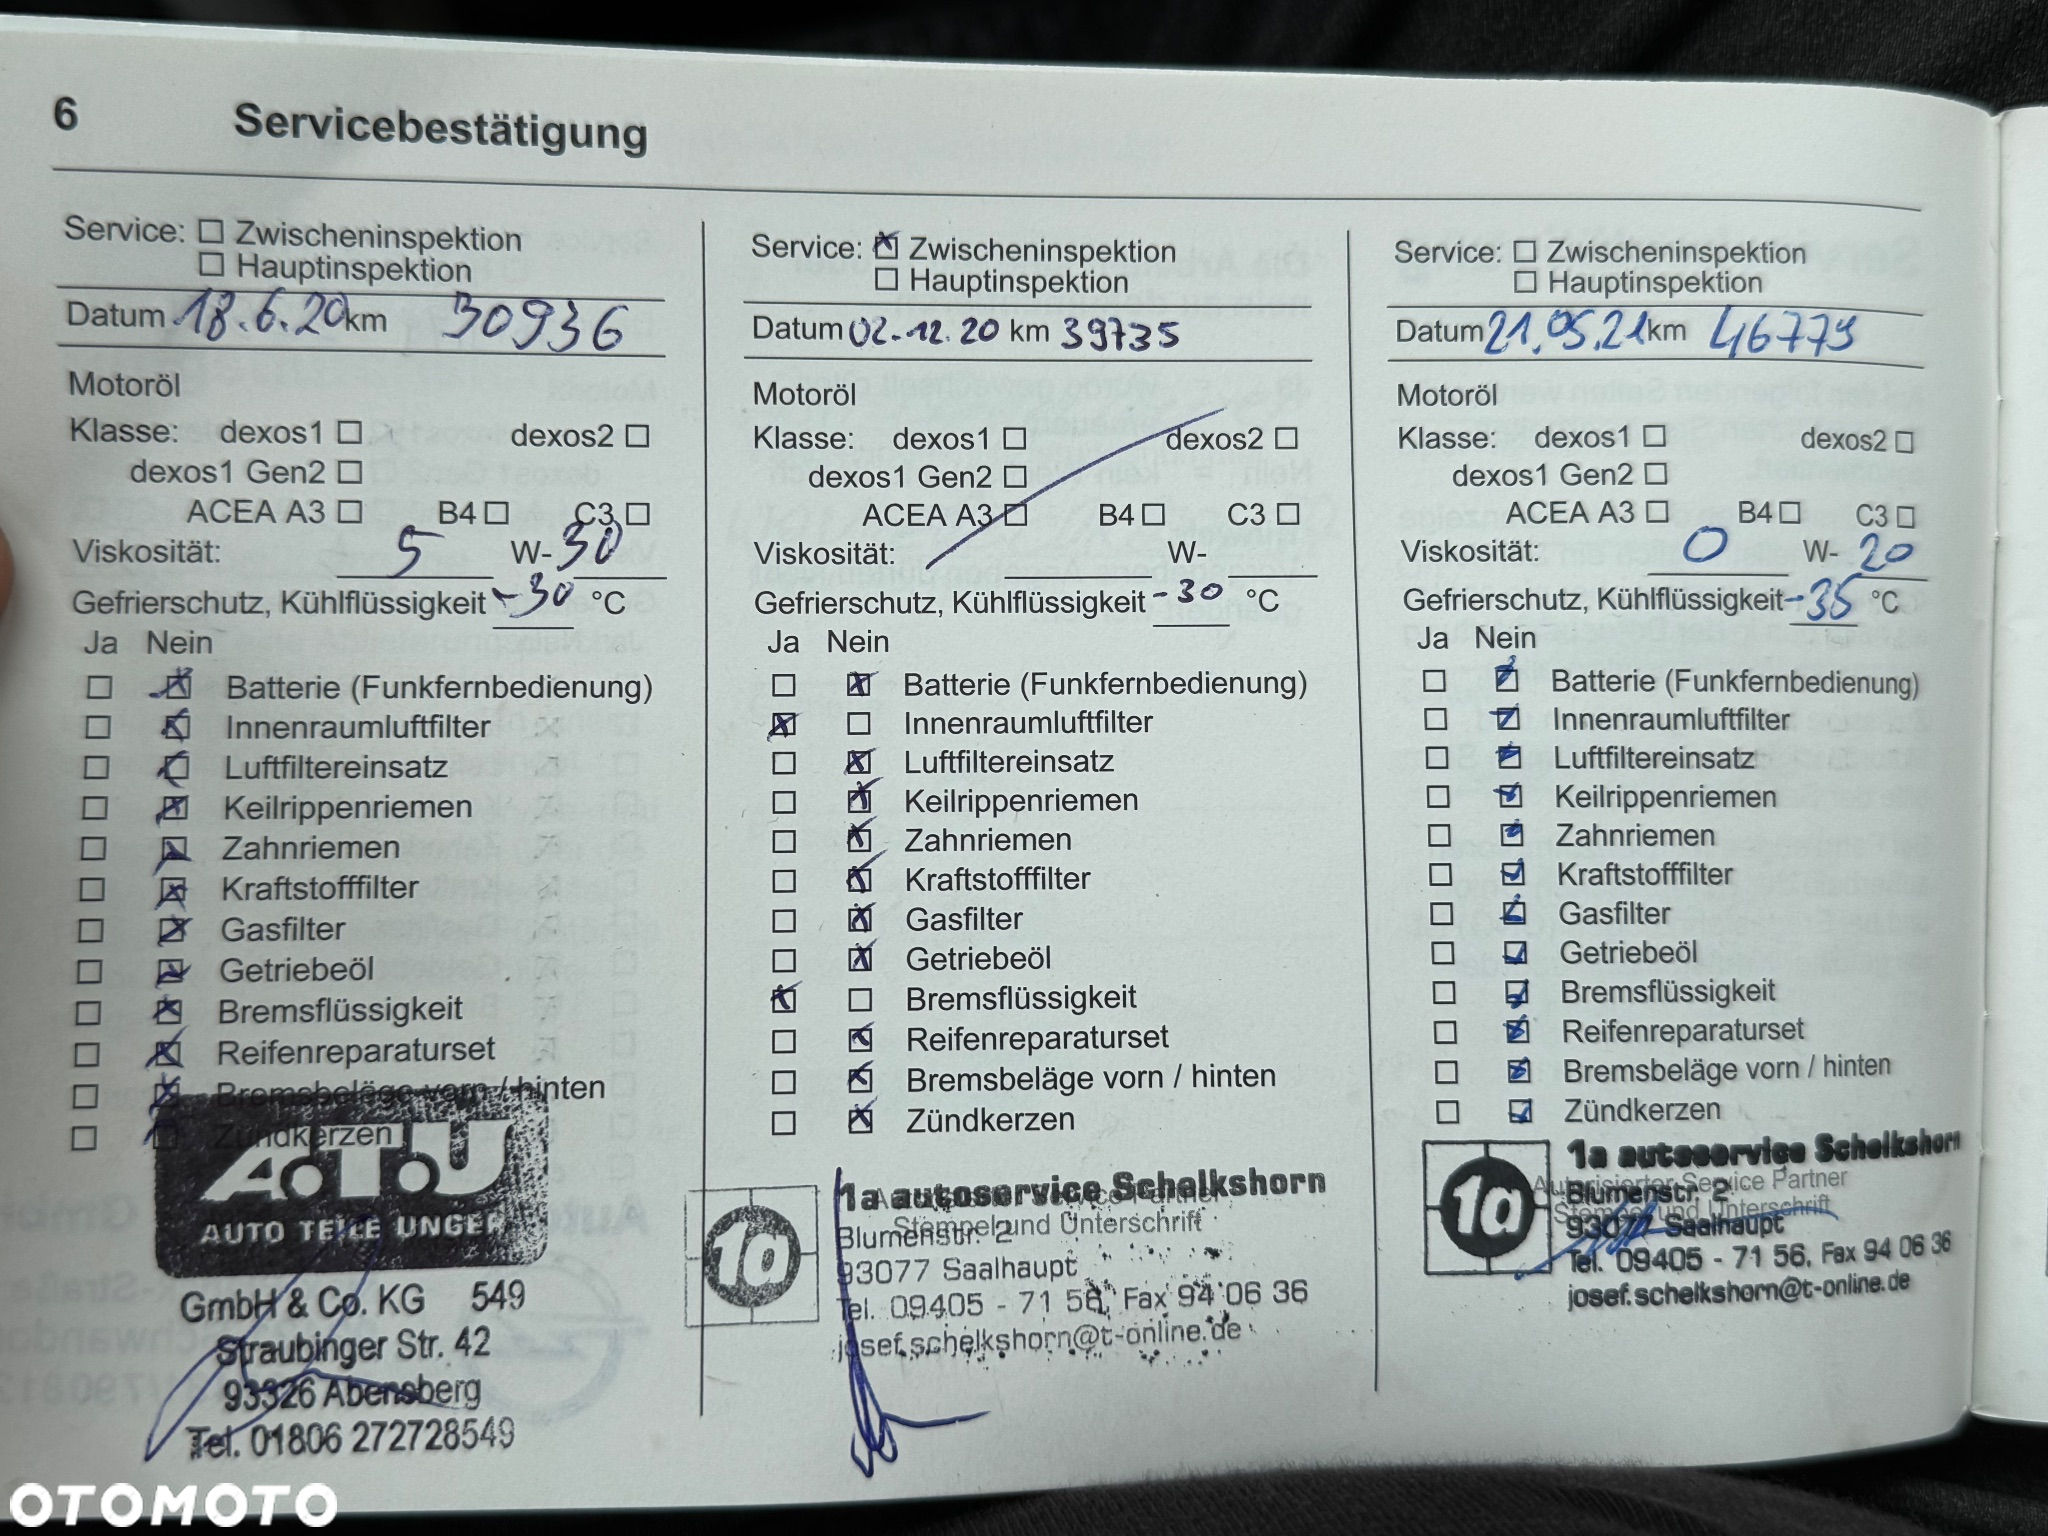 6 Servicebestätigung
Service: ☐ Zwischeninspektion
☐ Hauptinspektion
Datum 18.6.20 km 30936
Motoröl
Klasse: dexos1 ☐ dexos2 ☐
dexos1 Gen2 ☐
ACEA A3 ☐ B4 ☐ C3 ☐
Viskosität: 5 W- 30
Gefrierschutz, Kühlflüssigkeit -30 °C
Ja Nein
☐ ☒ Batterie (Funkfernbedienung)
☐ ☒ Innenraumluftfilter
☐ ☒ Luftfiltereinsatz
☐ ☒ Keilrippenriemen
☐ ☒ Zahnriemen
☐ ☒ Kraftstofffilter
☐ ☒ Gasfilter
☐ ☒ Getriebeöl
☐ ☒ Bremsflüssigkeit
☐ ☒ Reifenreparaturset
☐ ☒ Bremsbeläge vorn / hinten
☐ ☒ Zündkerzen
A.T.U
AUTO TEILE UNGER
GmbH & Co. KG 549
Straubinger Str. 42
93326 Abensberg
Tel. 01806 272728549
Service: ☒ Zwischeninspektion
☐ Hauptinspektion
Datum 02.12.20 km 39735
Motoröl
Klasse: dexos1 ☐ dexos2 ☐
dexos1 Gen2 ☐
ACEA A3 ☐ B4 ☐ C3 ☐
Viskosität: W-
Gefrierschutz, Kühlflüssigkeit -30 °C
Ja Nein
☐ ☒ Batterie (Funkfernbedienung)
☒ ☐ Innenraumluftfilter
☐ ☒ Luftfiltereinsatz
☐ ☒ Keilrippenriemen
☐ ☒ Zahnriemen
☐ ☒ Kraftstofffilter
☐ ☒ Gasfilter
☐ ☒ Getriebeöl
☒ ☐ Bremsflüssigkeit
☐ ☒ Reifenreparaturset
☐ ☒ Bremsbeläge vorn / hinten
☐ ☒ Zündkerzen
1a
1a autoservice Schelkshorn
Stempel und Unterschrift
Blumenstr. 2
93077 Saalhaupt
Tel. 09405 - 71 56, Fax 94 06 36
josef.schelkshorn@t-online.de
Service: ☐ Zwischeninspektion
☐ Hauptinspektion
Datum 21.05.21 km 46779
Motoröl
Klasse: dexos1 ☐ dexos2 ☐
dexos1 Gen2 ☐
ACEA A3 ☐ B4 ☐ C3 ☐
Viskosität: 0 W- 20
Gefrierschutz, Kühlflüssigkeit -35 °C
Ja Nein
☐ ☒ Batterie (Funkfernbedienung)
☐ ☒ Innenraumluftfilter
☐ ☒ Luftfiltereinsatz
☐ ☒ Keilrippenriemen
☐ ☒ Zahnriemen
☐ ☒ Kraftstofffilter
☐ ☒ Gasfilter
☐ ☒ Getriebeöl
☐ ☒ Bremsflüssigkeit
☐ ☒ Reifenreparaturset
☐ ☒ Bremsbeläge vorn / hinten
☐ ☒ Zündkerzen
1a
1a autoservice Schelkshorn
Autorisierter Service Partner
Blumenstr. 2
Stempel und Unterschrift
93077 Saalhaupt
Tel. 09405 - 71 56, Fax 94 06 36
josef.schelkshorn@t-online.de
OTOMOTO